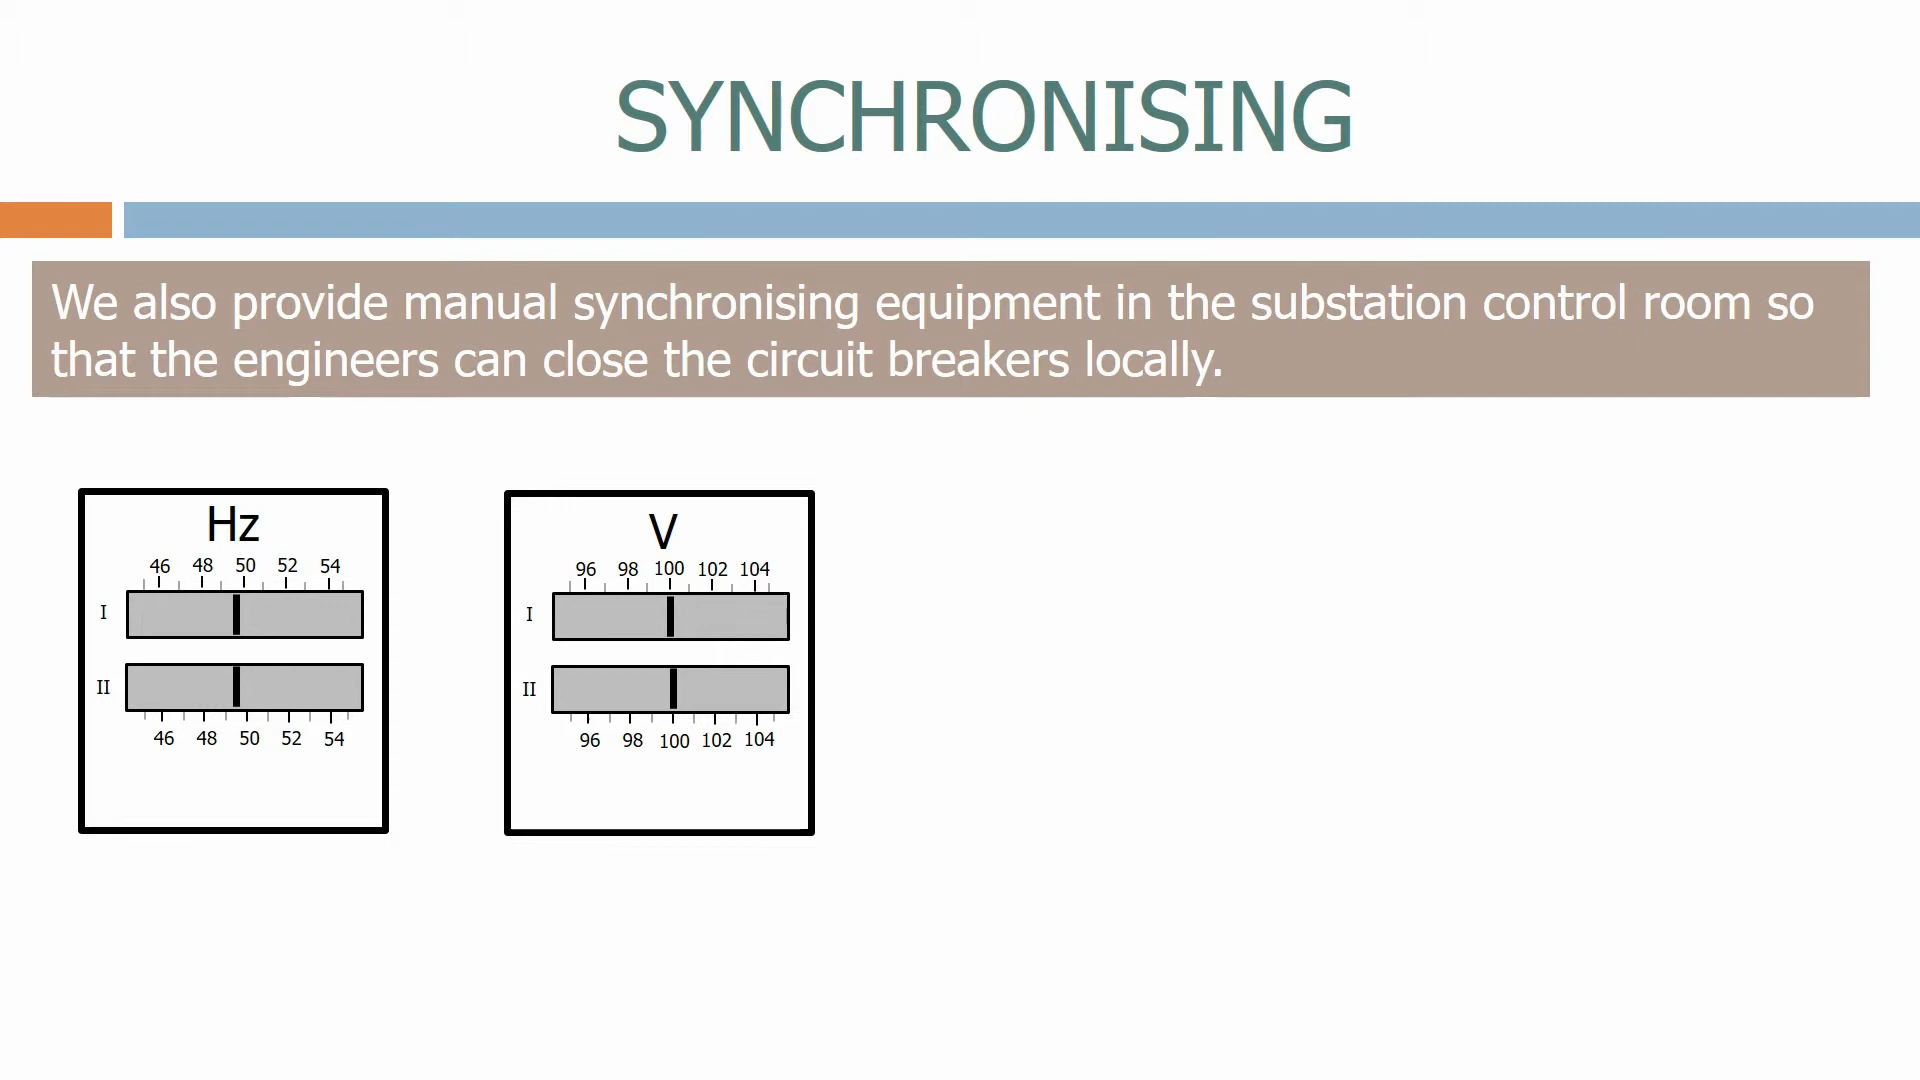 SYNCHRONISING
We also provide manual synchronising equipment in the substation control room so
that the engineers can close the circuit breakers locally.
Hz
46 48 50 52 54
I
II
46 48 50 52 54
V
96 98 100 102 104
I
II
96 98 100 102 104